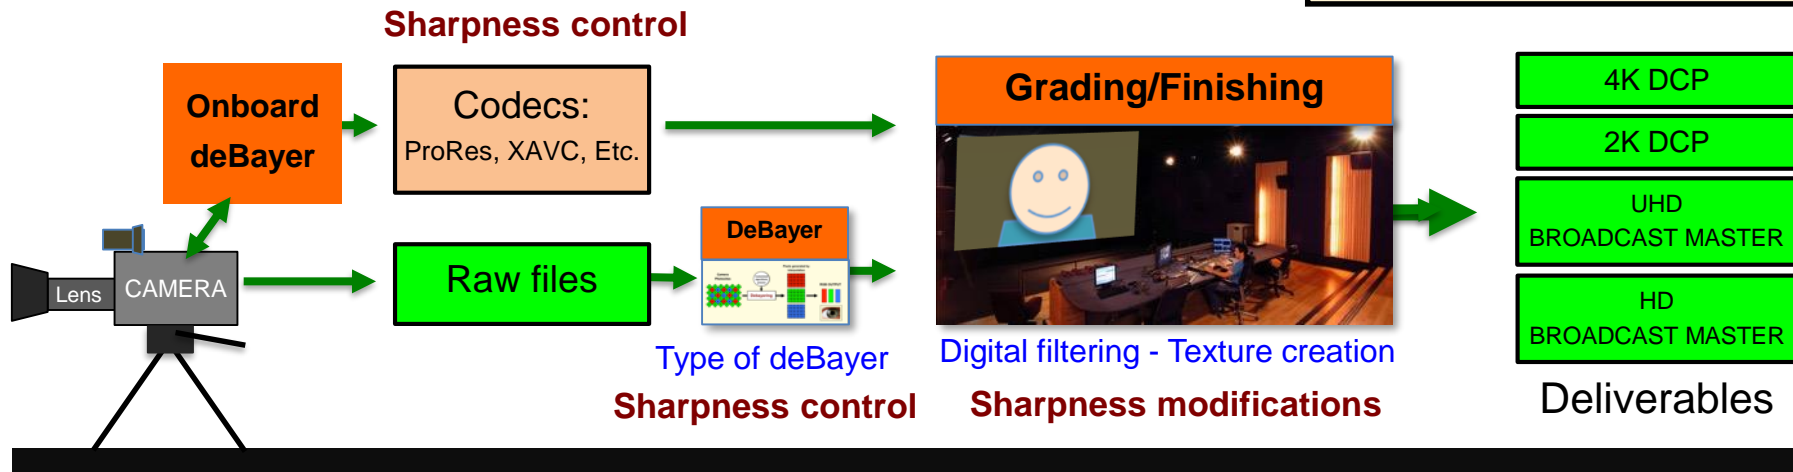 Sharpness control
Onboard
deBayer
Codecs:
ProRes, XAVC, Etc.
Grading/Finishing
4K DCP
2K DCP
UHD
BROADCAST MASTER
HD
BROADCAST MASTER
Deliverables
Lens
CAMERA
Raw files
DeBayer
Type of deBayer
Sharpness control
Digital filtering - Texture creation
Sharpness modifications